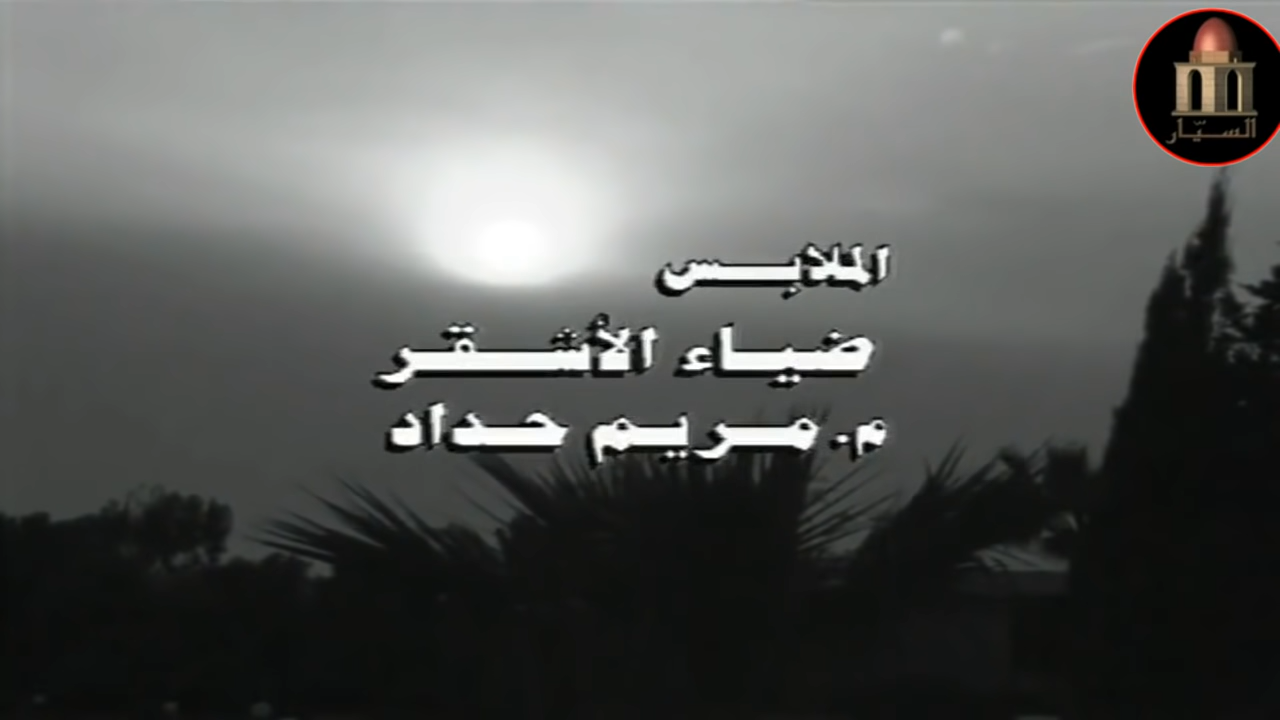 السيّار
الملابس
ضياء الأشقر
م. مريم حداد